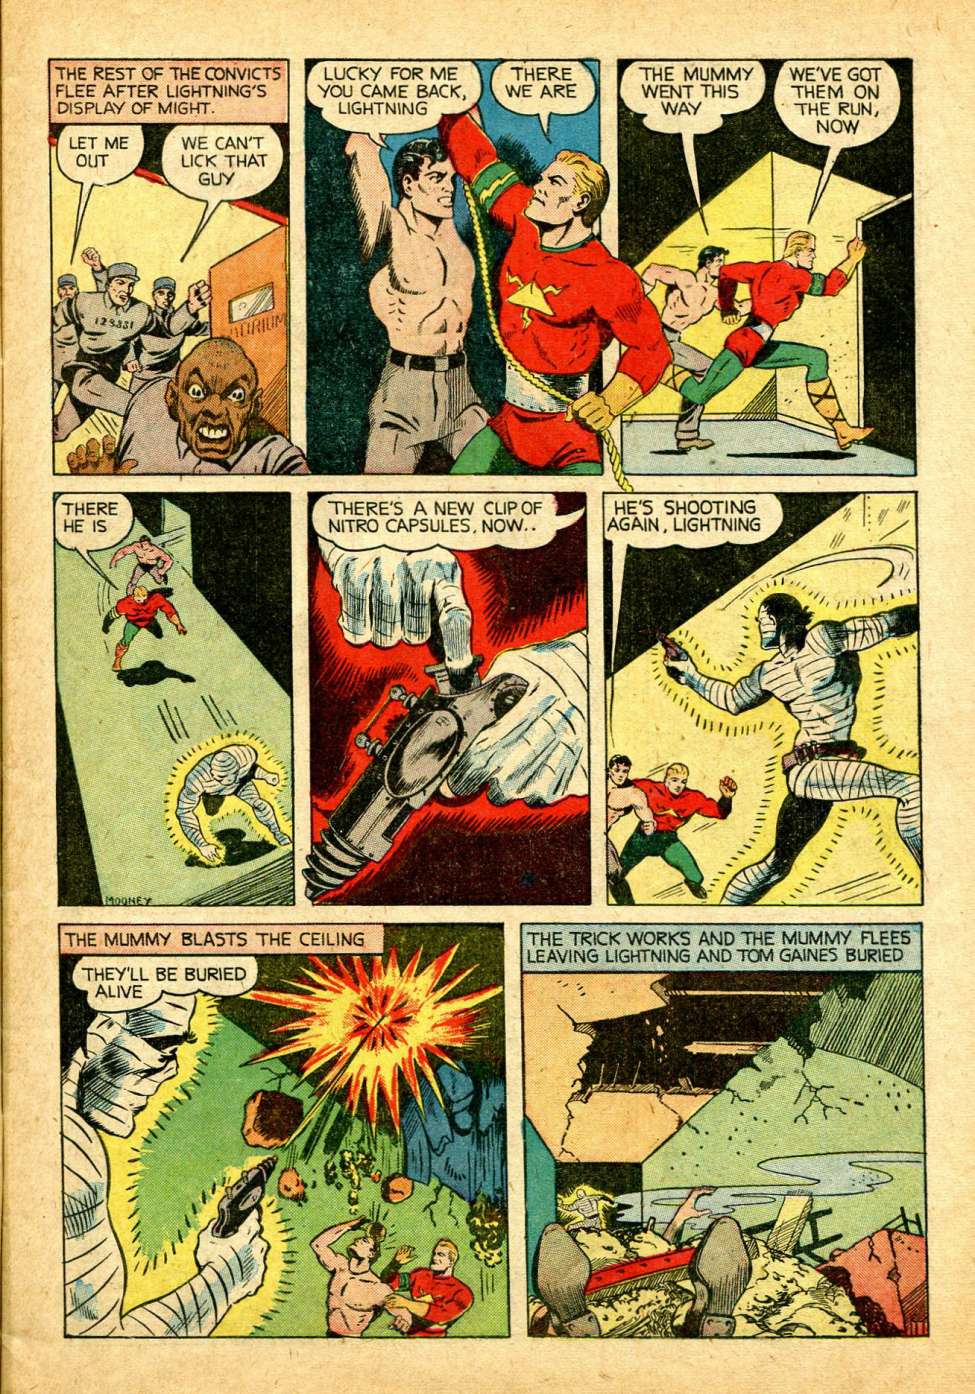 THE REST OF THE CONVICTS
FLEE AFTER LIGHTNING'S
DISPLAY OF MIGHT.
LET ME
OUT
WE CAN'T
LICK THAT
GUY
128331
LUCKY FOR ME
YOU CAME BACK,
LIGHTNING
THERE
WE ARE
THE MUMMY
WENT THIS
WAY
WE'VE GOT
THEM ON
THE RUN,
NOW
THERE
HE IS
MOONEY
THERE'S A NEW CLIP OF
NITRO CAPSULES, NOW..
HE'S SHOOTING
AGAIN, LIGHTNING
THE MUMMY BLASTS THE CEILING
THEY'LL BE BURIED
ALIVE
THE TRICK WORKS AND THE MUMMY FLEES
LEAVING LIGHTNING AND TOM GAINES BURIED